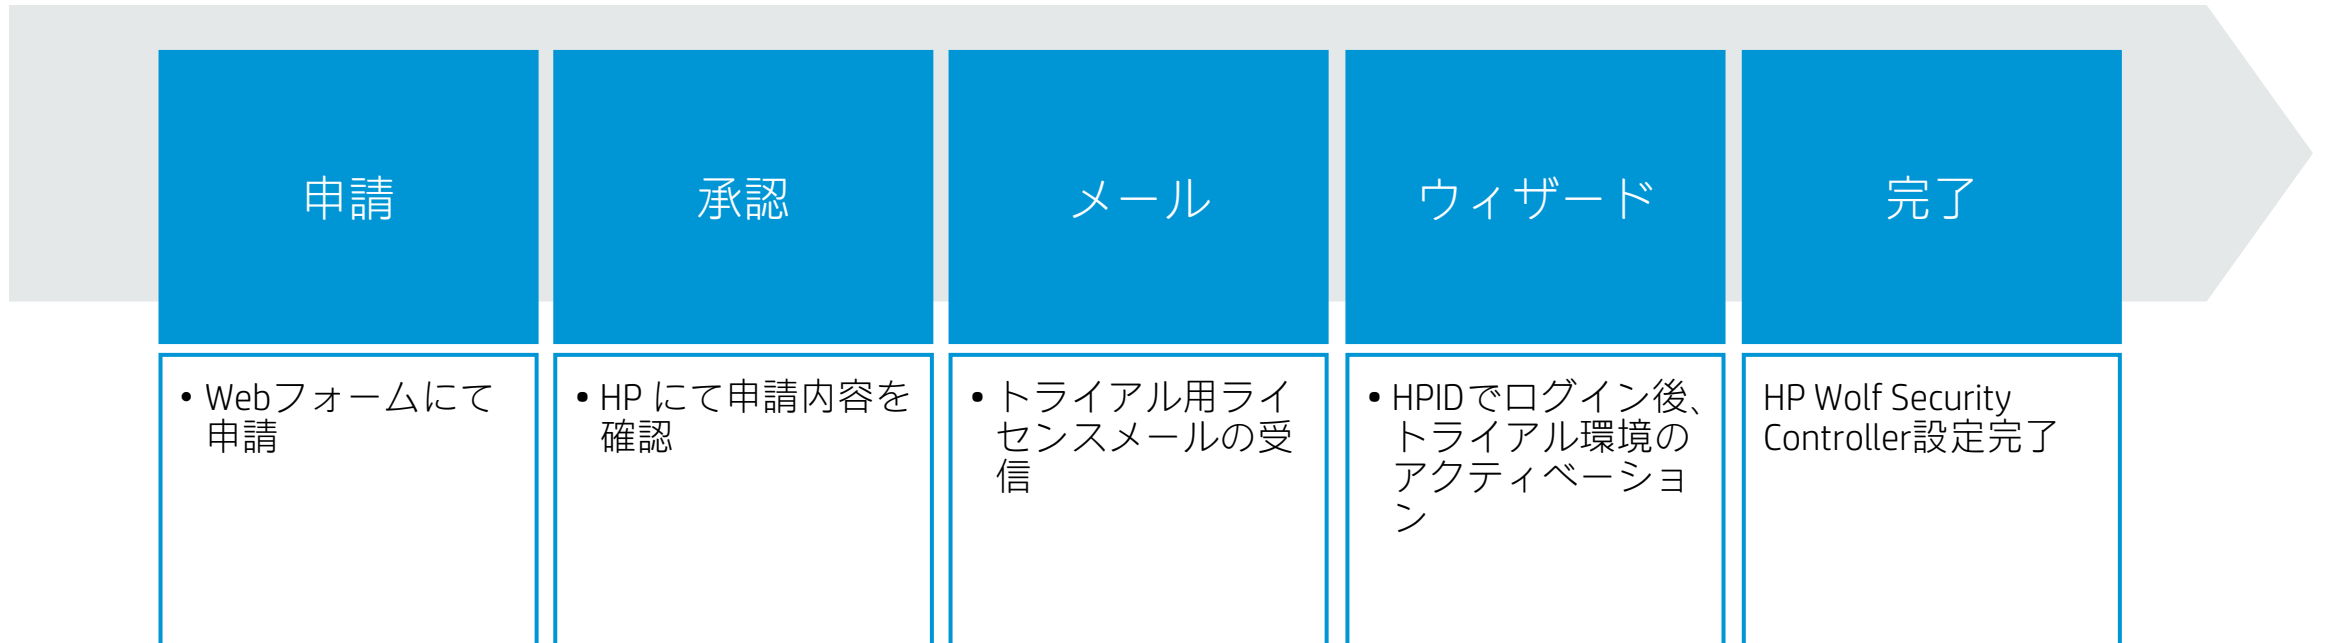 申請
承認
メール
ウィザード
完了
• Webフォームにて
申請
• HP にて申請内容を
確認
• トライアル用ライ
センスメールの受
信
• HPIDでログイン後、
トライアル環境の
アクティベーショ
ン
HP Wolf Security
Controller設定完了